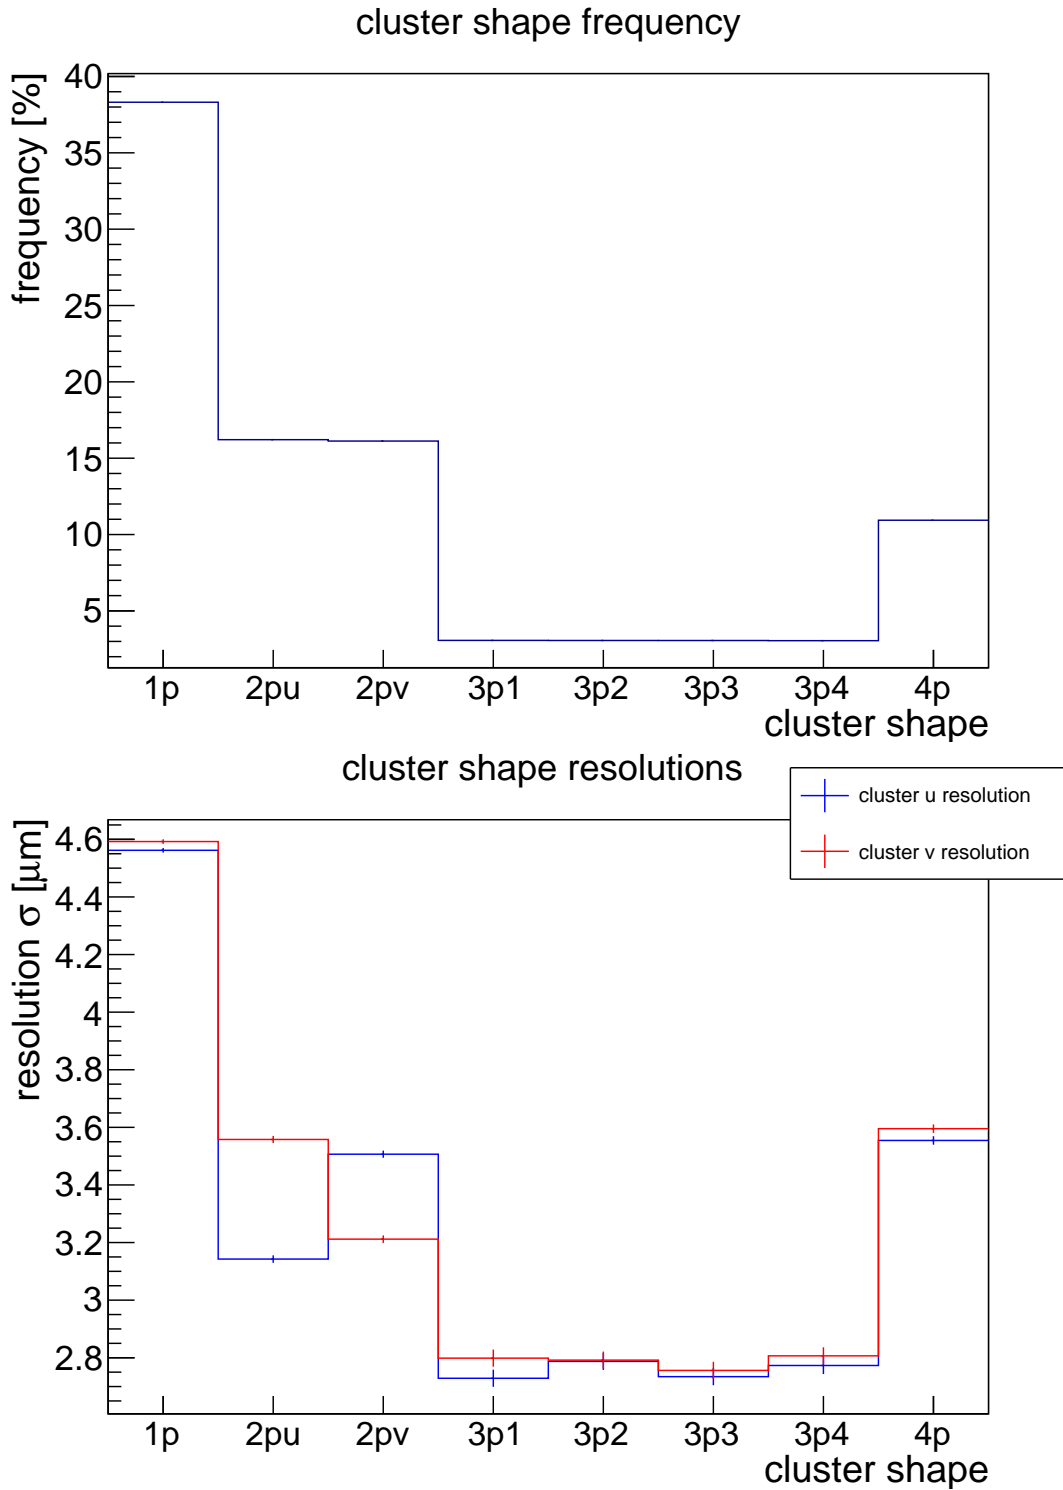 cluster shape frequency
frequency [%]
40
35
30
25
20
15
10
5
1p 2pu 2pv 3p1 3p2 3p3 3p4 4p
cluster shape
cluster shape resolutions
cluster u resolution
cluster v resolution
resolution σ [μm]
4.6
4.4
4.2
4
3.8
3.6
3.4
3.2
3
2.8
1p 2pu 2pv 3p1 3p2 3p3 3p4 4p
cluster shape